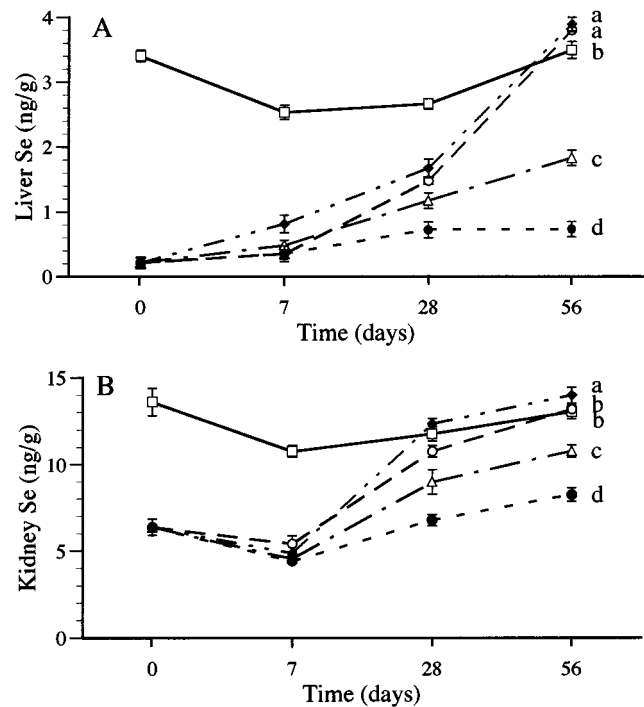 A
Liver Se (ng/g)
4
3
2
1
0
a
a
b
c
d
0 7 28 56
Time (days)
B
Kidney Se (ng/g)
15
10
5
0
a
b
b
c
d
0 7 28 56
Time (days)